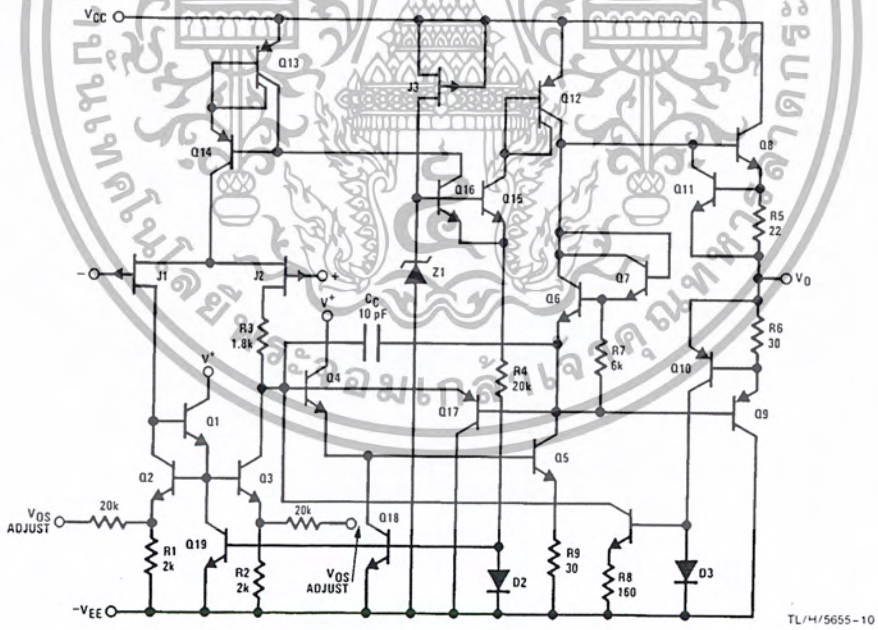 VCC
Q13
J3
Q12
Q14
Q8
Q11
Q16
Q15
R5
22
-
J1
J2
+
Z1
Q7
VO
V+
CC
10 pF
Q6
R3
1.8k
R6
30
V+
Q4
R4
20k
R7
6k
Q10
Q17
Q9
Q1
Q2
Q3
Q5
VOS
ADJUST
20k
20k
Q18
R1
2k
Q19
R2
2k
VOS
ADJUST
D2
R9
30
R8
160
D3
-VEE
TL/H/5655-10